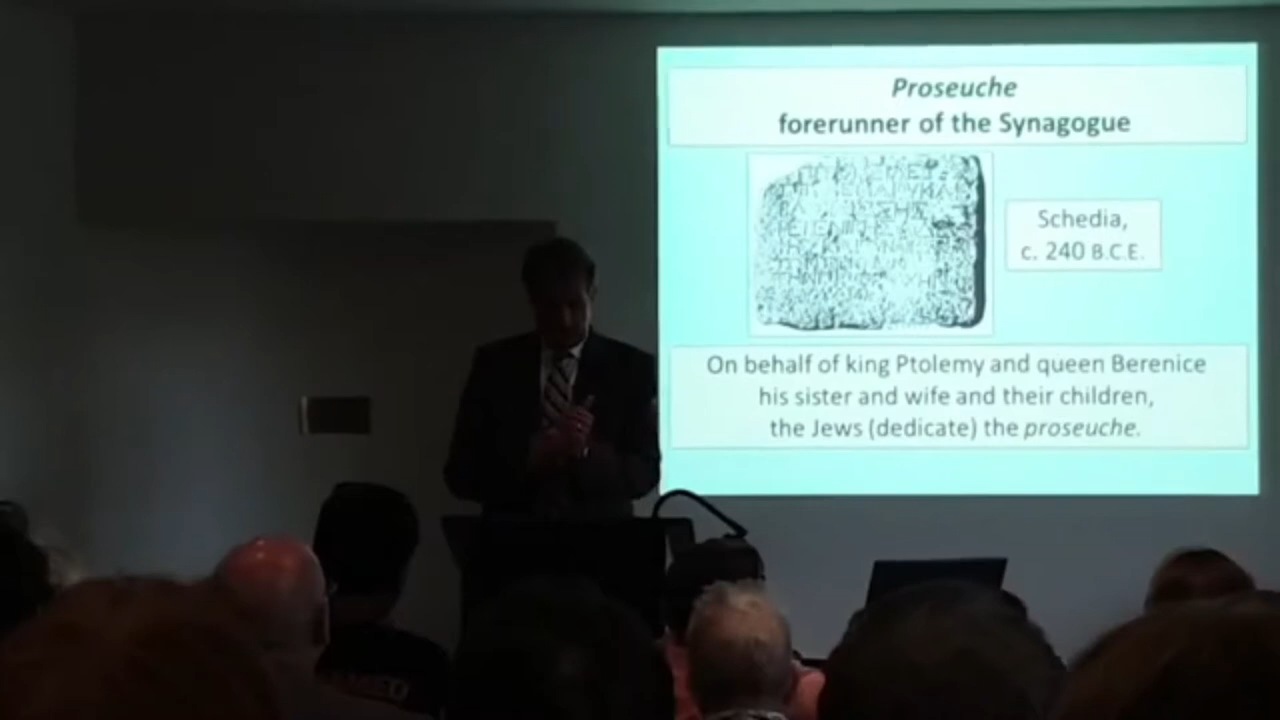 Proseuche
forerunner of the Synagogue
Schedia,
c. 240 B.C.E.
On behalf of king Ptolemy and queen Berenice
his sister and wife and their children,
the Jews (dedicate) the proseuche.